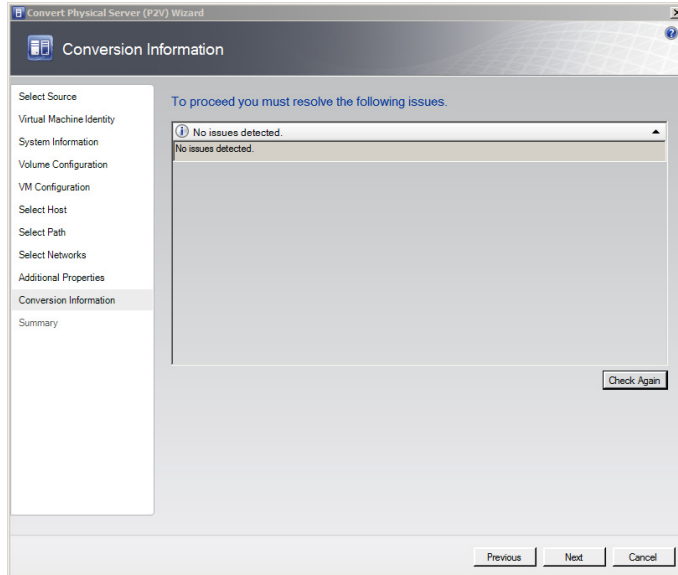 Convert Physical Server (P2V) Wizard
Conversion Information
Select Source
Virtual Machine Identity
System Information
Volume Configuration
VM Configuration
Select Host
Select Path
Select Networks
Additional Properties
Conversion Information
Summary
To proceed you must resolve the following issues.
No issues detected.
No issues detected.
Check Again
Previous Next Cancel